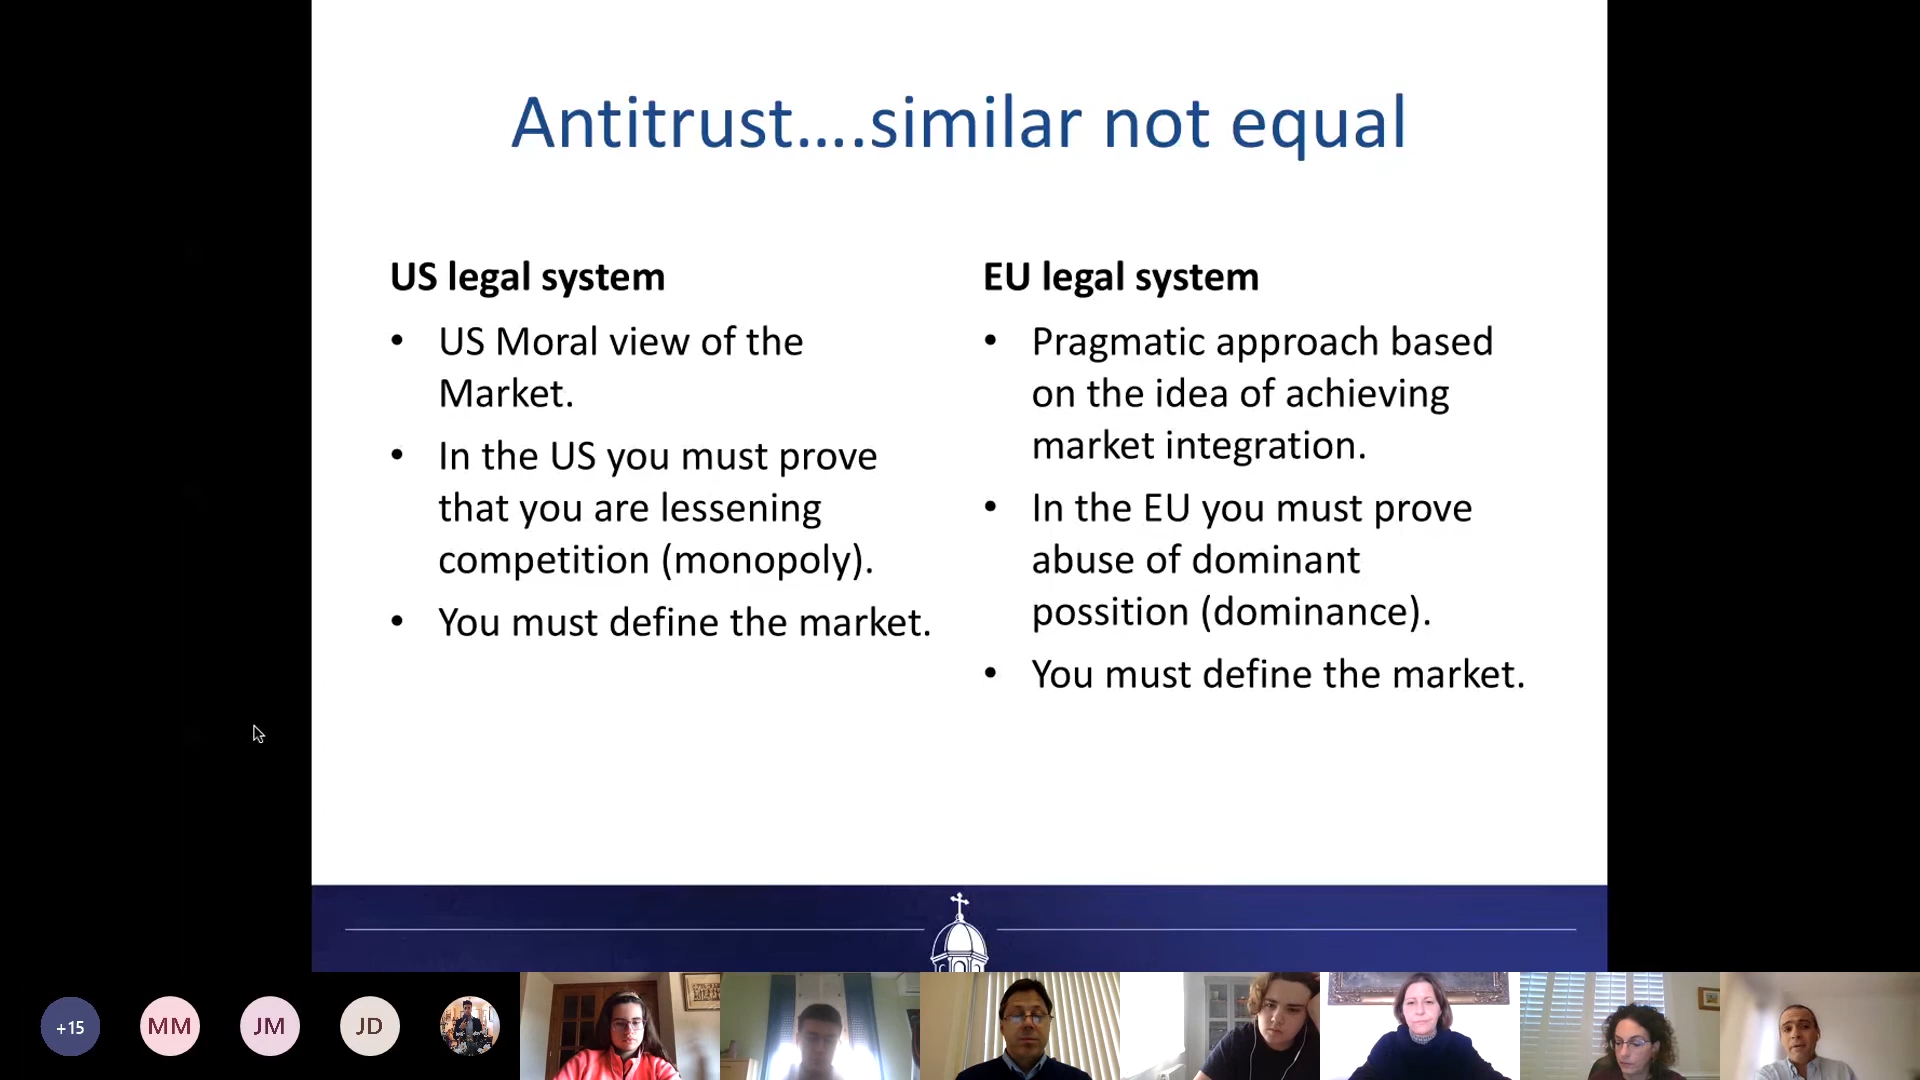 Antitrust....similar not equal
US legal system
• US Moral view of the
Market.
• In the US you must prove
that you are lessening
competition (monopoly).
• You must define the market.
EU legal system
• Pragmatic approach based
on the idea of achieving
market integration.
• In the EU you must prove
abuse of dominant
possition (dominance).
• You must define the market.
+15
MM
JM
JD